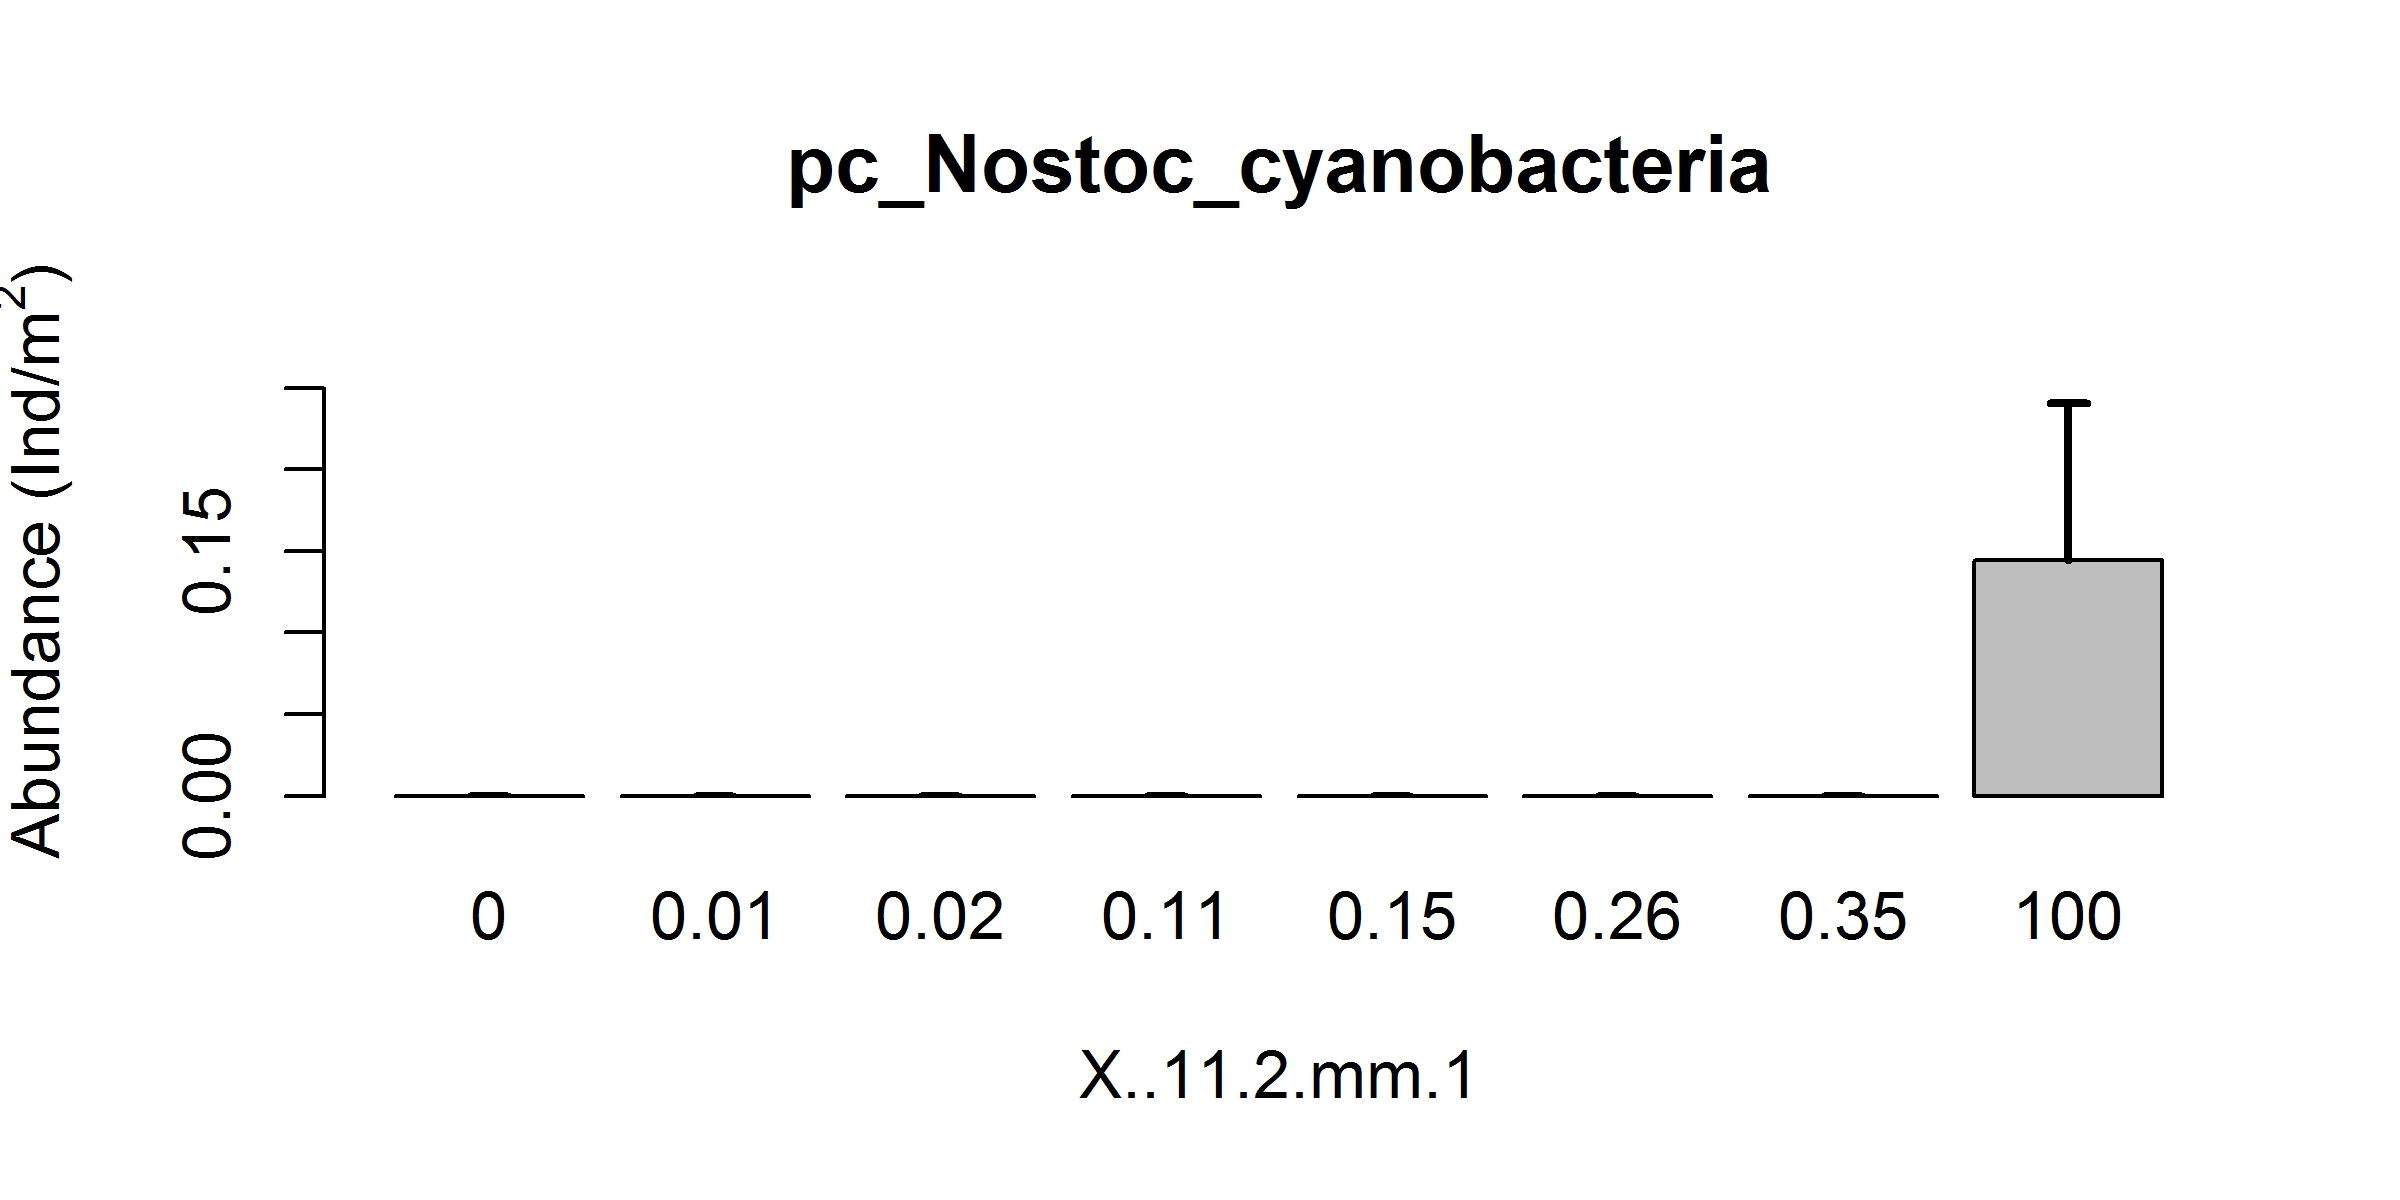 pc_Nostoc_cyanobacteria
Abundance (Ind/m²)
0.15
0.00
0 0.01 0.02 0.11 0.15 0.26 0.35 100
X..11.2.mm.1